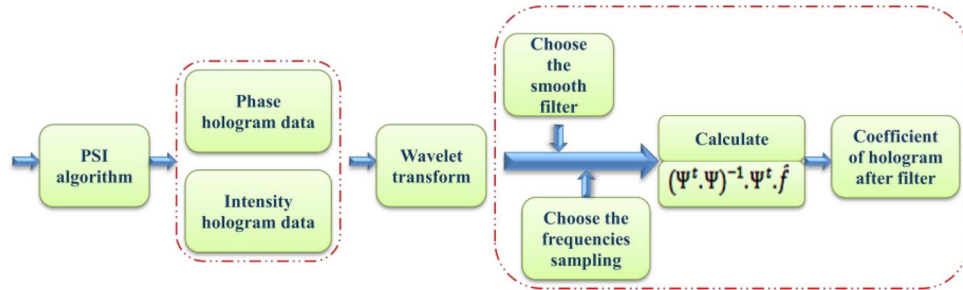 PSI
algorithm
Phase
hologram data
Intensity
hologram data
Wavelet
transform
Choose
the
smooth
filter
Choose the
frequencies
sampling
Calculate
(Ψᵗ.Ψ)⁻¹.Ψᵗ.f̂
Coefficient
of hologram
after filter